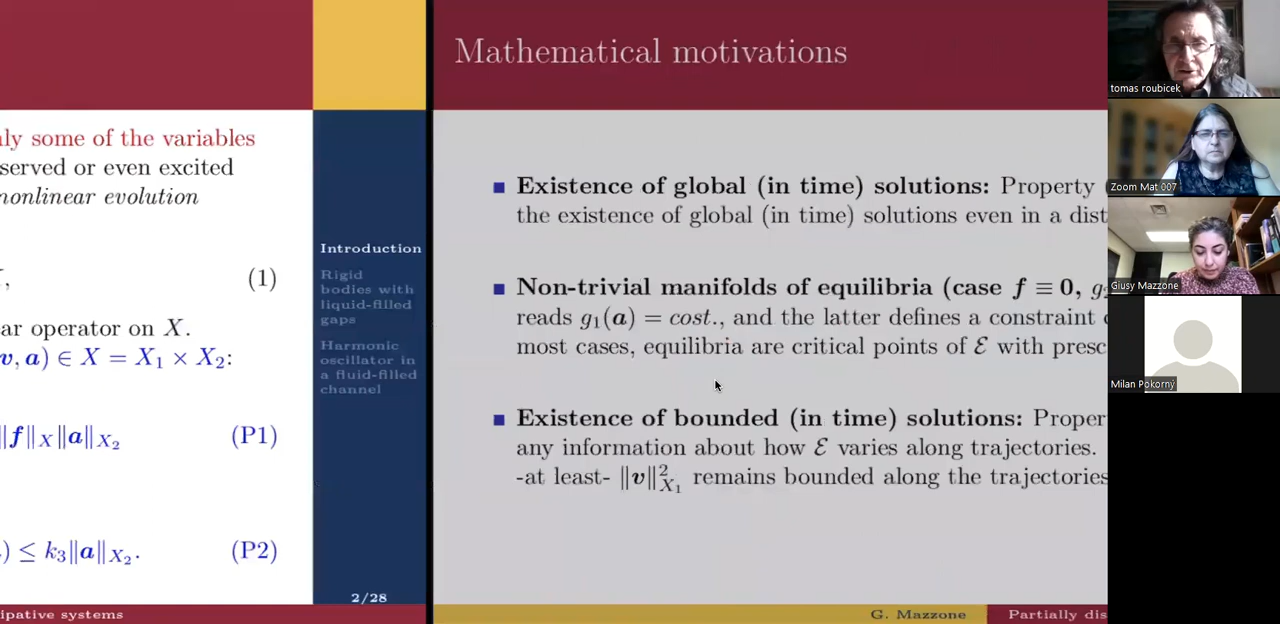 nly some of the variables
served or even excited
nonlinear evolution
(1)
ear operator on X.
v, a) ∈ X = X₁ × X₂:
‖f‖X‖a‖X₂ (P1)
) ≤ k₃‖a‖X₂. (P2)
ipative systems
Introduction
Rigid
bodies with
liquid-filled
gaps
Harmonic
oscillator in
a fluid-filled
channel
2/28
Mathematical motivations
Existence of global (in time) solutions: Property
the existence of global (in time) solutions even in a dist
Non-trivial manifolds of equilibria (case f ≡ 0, g
reads g₁(a) = cost., and the latter defines a constraint
most cases, equilibria are critical points of ℰ with presc
Existence of bounded (in time) solutions: Proper
any information about how ℰ varies along trajectories.
-at least- ‖v‖²X₁ remains bounded along the trajectories
G. Mazzone Partially dis
tomas roubicek
Zoom Mat 007
Giusy Mazzone
Milan Pokorný